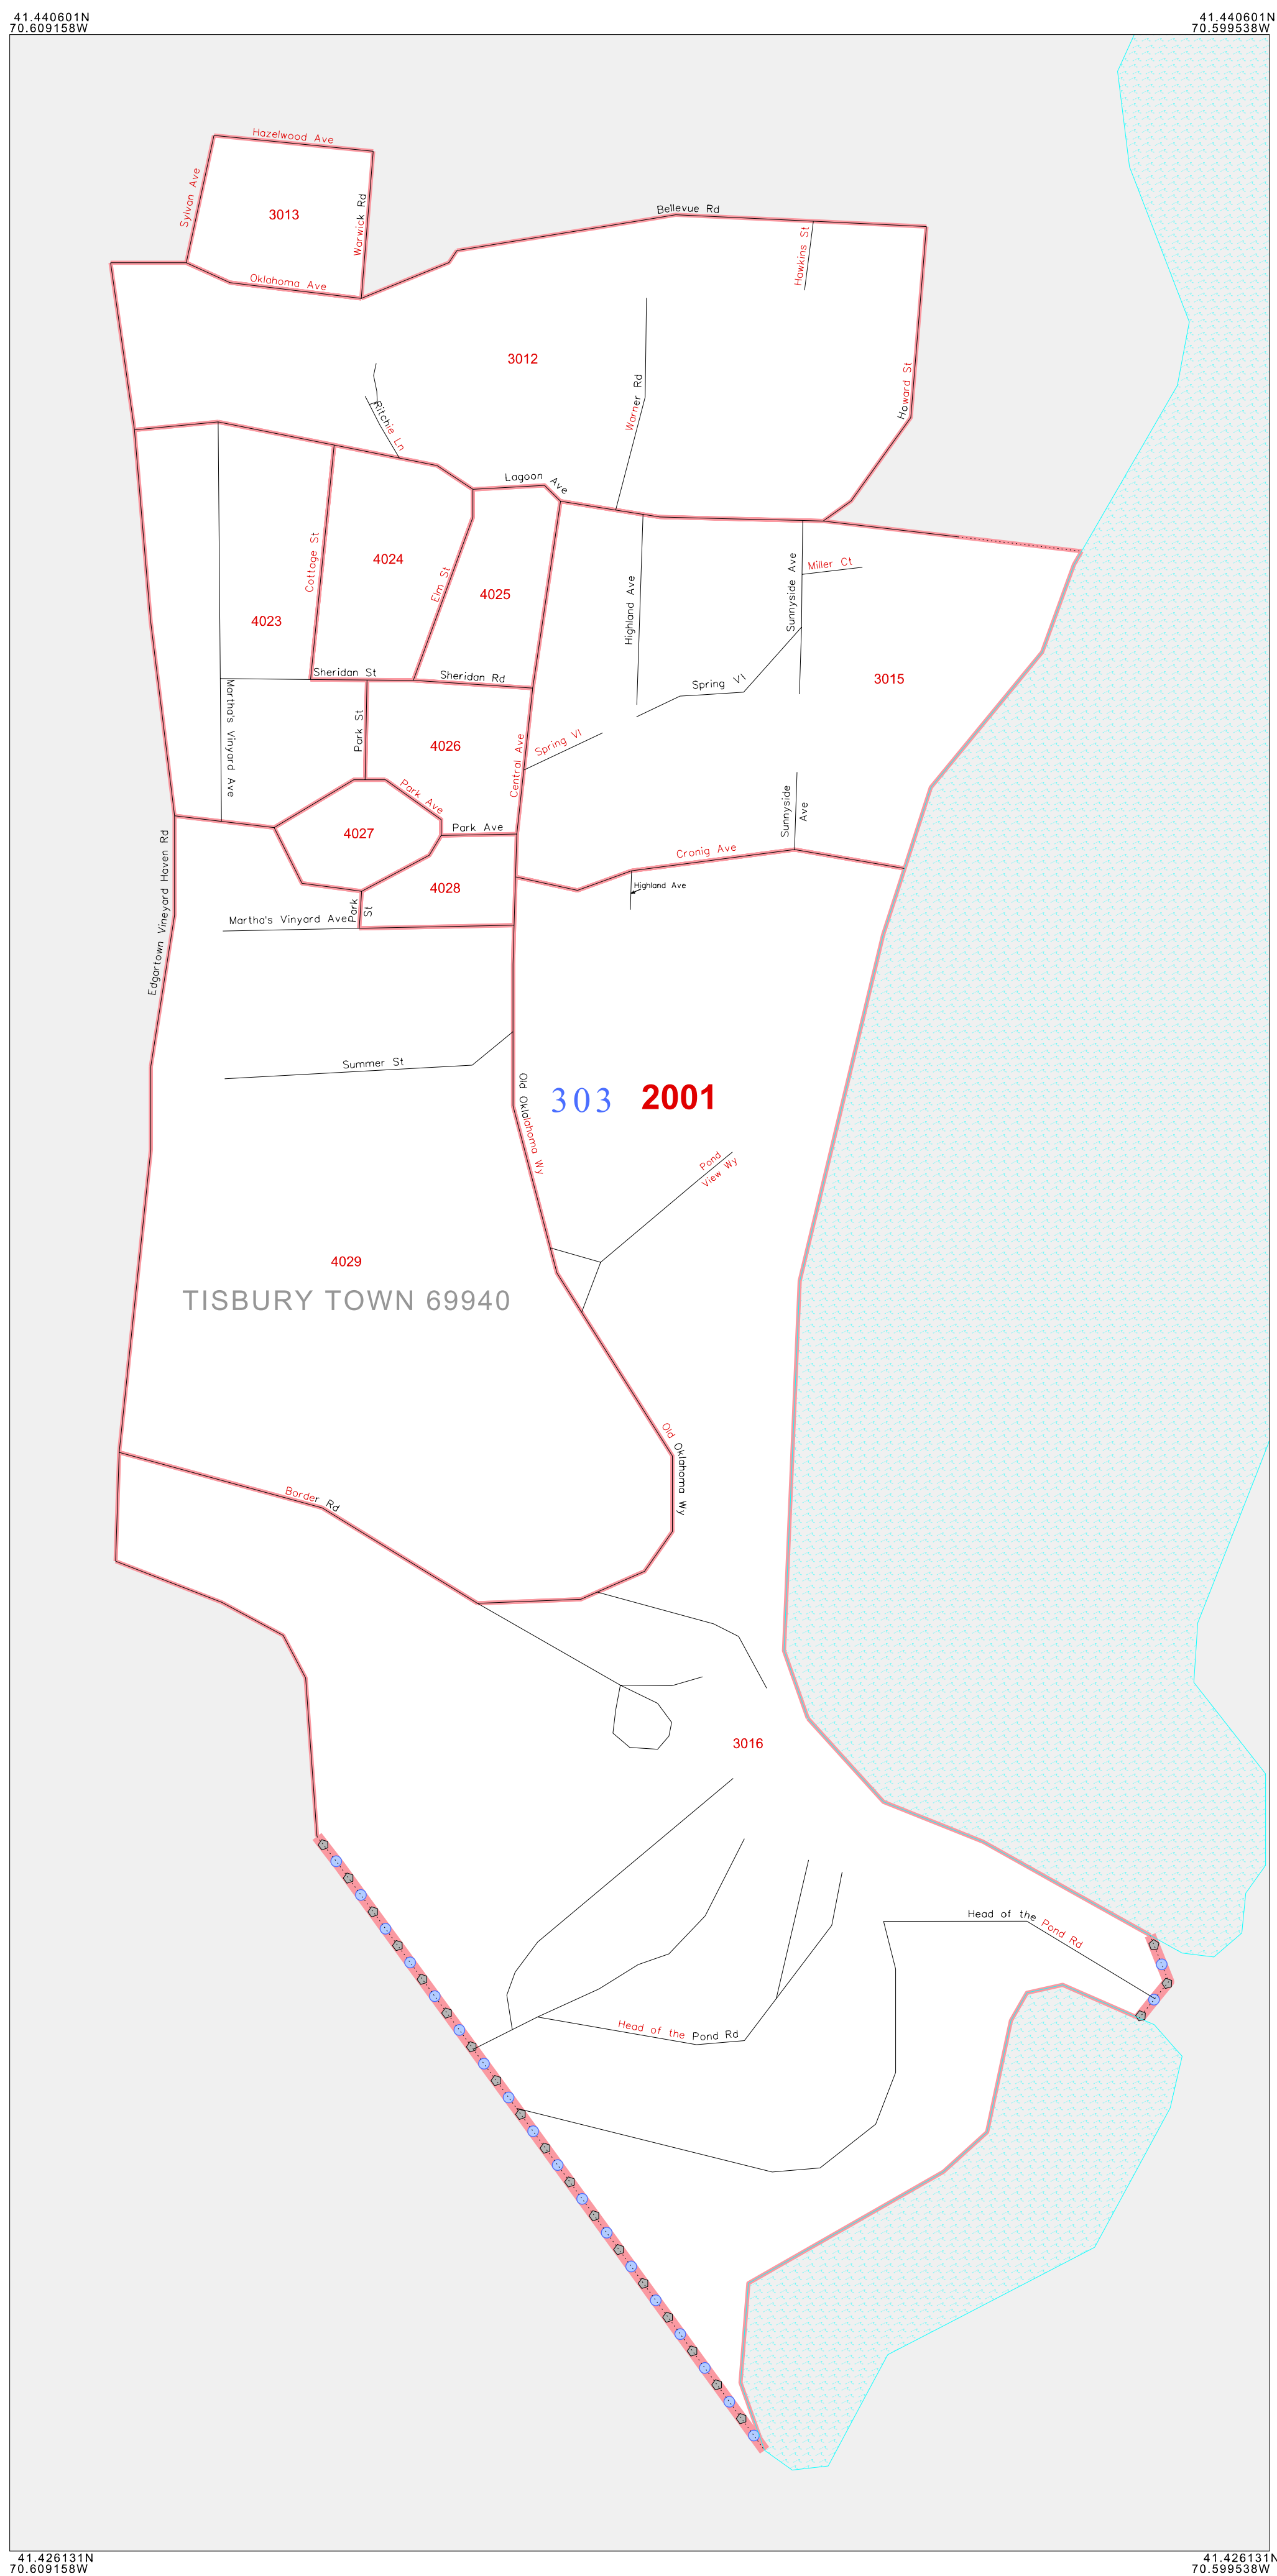 41.440601N
70.609158W
41.440601N
70.599538W
Hazelwood Ave
Sylvan Ave
3013
Warwick Rd
Bellevue Rd
Hawkins St
Oklahoma Ave
3012
Ritchie Ln
Warner Rd
Howard St
Lagoon Ave
Cottage St
4024
Elm St
4025
4023
Highland Ave
Sunnyside Ave
Miller Ct
Sheridan St
Sheridan Rd
Spring Vl
3015
Martha's Vinyard Ave
Park St
4026
Central Ave
Spring Vl
Park Ave
Sunnyside
Ave
4027
Park Ave
Cronig Ave
Edgartown Vineyard Haven Rd
4028
Highland Ave
Martha's Vinyard Ave
Park
St
Summer St
Old Oklalahoma Wy
303 2001
Pond
View Wy
4029
TISBURY TOWN 69940
Old Oklahoma Wy
Border Rd
3016
Head of the Pond Rd
Head of the Pond Rd
41.426131N
70.609158W
41.426131N
70.599538W